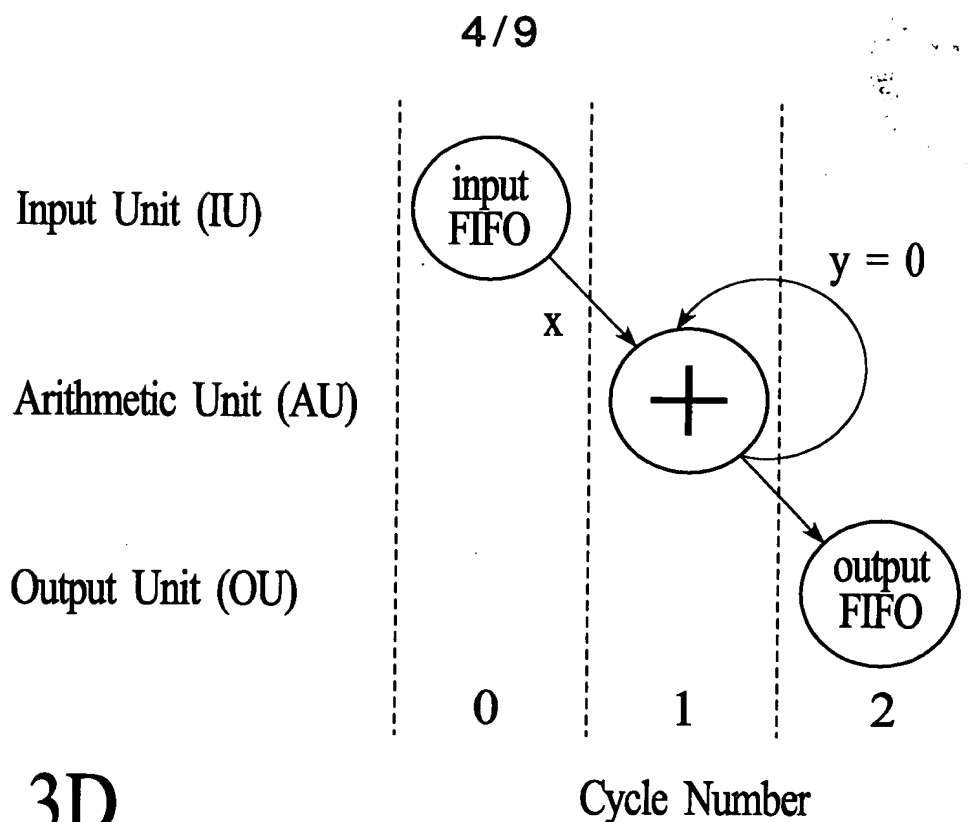 4/9
Input Unit (IU)
input
FIFO
y = 0
x
Arithmetic Unit (AU)
+
Output Unit (OU)
output
FIFO
0 1 2
3D
Cycle Number